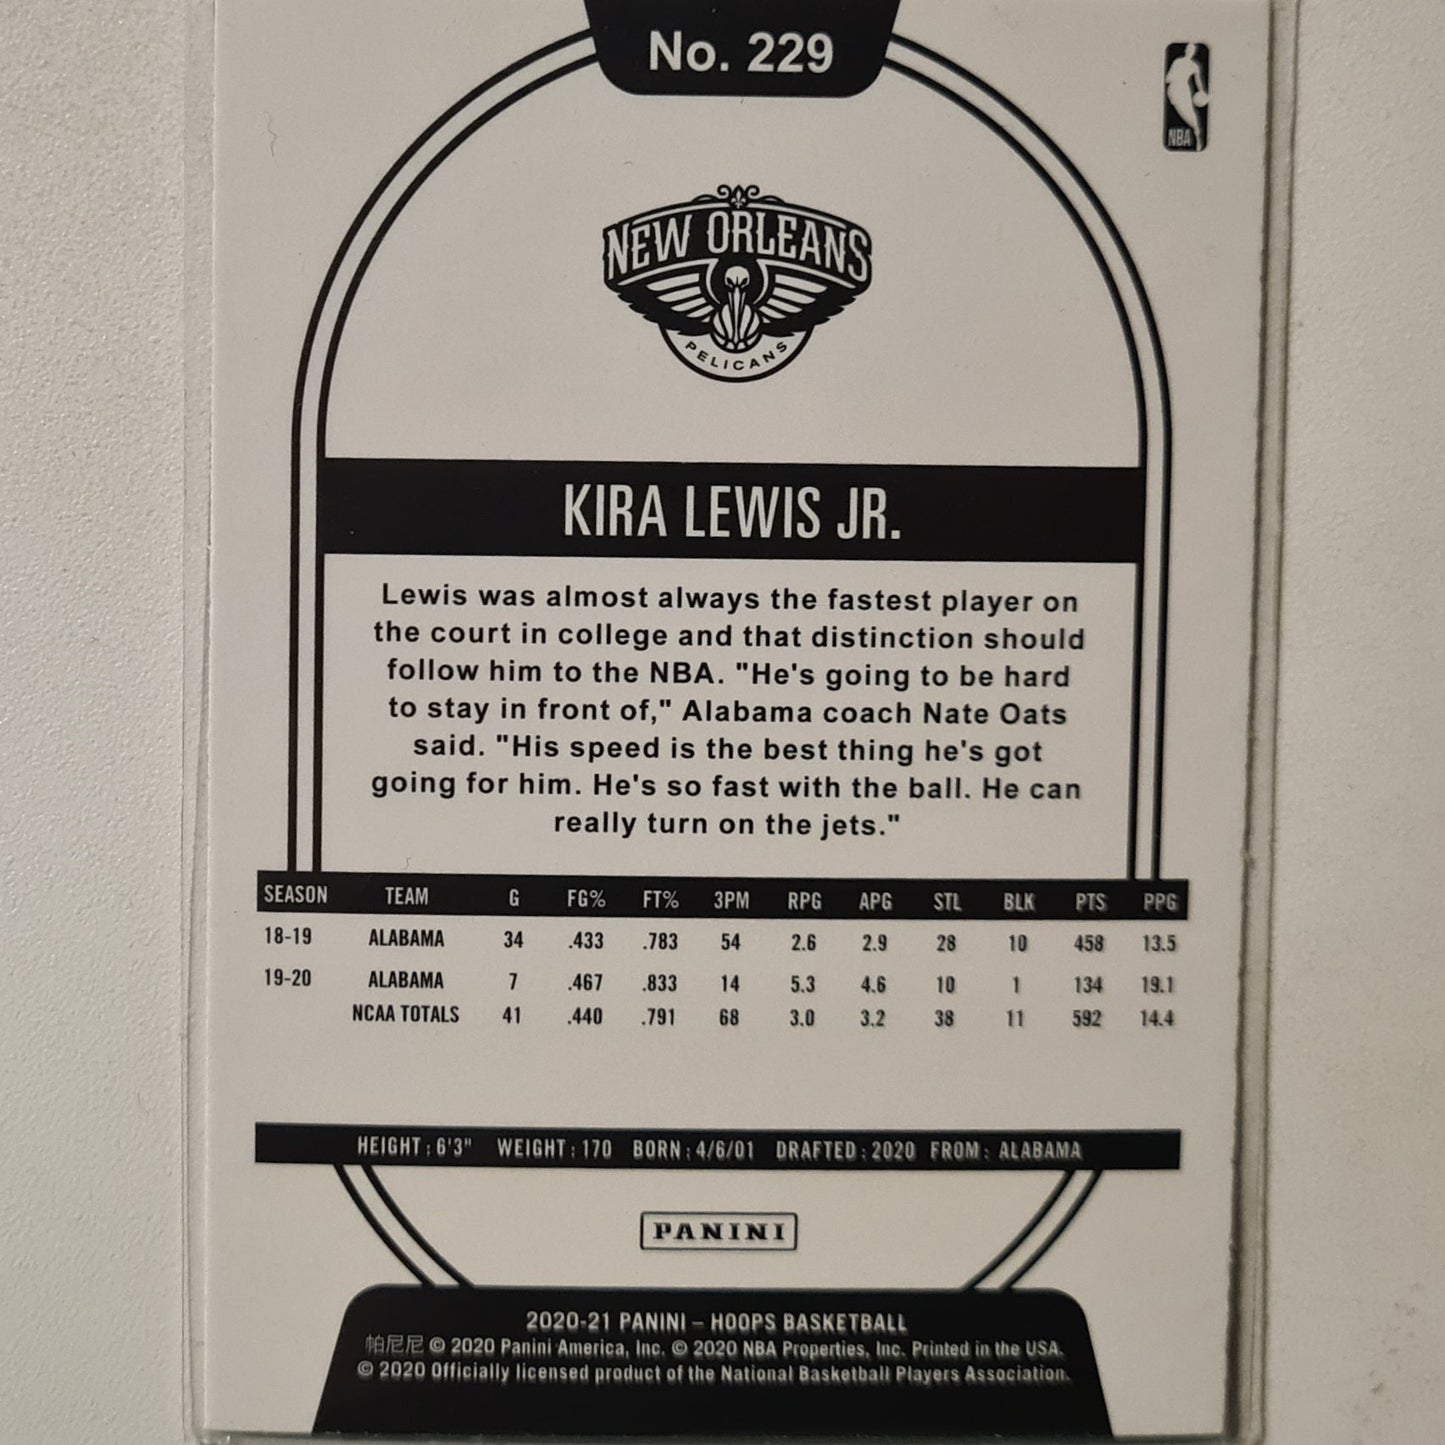 No. 229
NBA
NEW ORLEANS
PELICANS
KIRA LEWIS JR.
Lewis was almost always the fastest player on
the court in college and that distinction should
follow him to the NBA. "He's going to be hard
to stay in front of," Alabama coach Nate Oats
said. "His speed is the best thing he's got
going for him. He's so fast with the ball. He can
really turn on the jets."
SEASON TEAM G FG% FT% 3PM RPG APG STL BLK PTS PPG
18-19 ALABAMA 34 .433 .783 54 2.6 2.9 28 10 458 13.5
19-20 ALABAMA 7 .467 .833 14 5.3 4.6 10 1 134 19.1
NCAA TOTALS 41 .440 .791 68 3.0 3.2 38 11 592 14.4
HEIGHT: 6'3" WEIGHT: 170 BORN: 4/6/01 DRAFTED: 2020 FROM: ALABAMA
PANINI
2020-21 PANINI – HOOPS BASKETBALL
帕尼尼 © 2020 Panini America, Inc. © 2020 NBA Properties, Inc. Printed in the USA.
© 2020 Officially licensed product of the National Basketball Players Association.